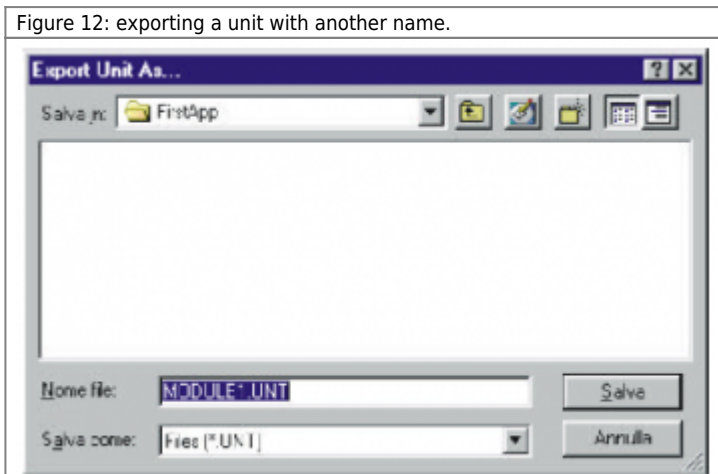 Figure 12: exporting a unit with another name.
Export Unit As...
Salva in: FirstApp
Nome file: MODULE1.UNT Salva
Salva come: Files (*.UNT) Annulla